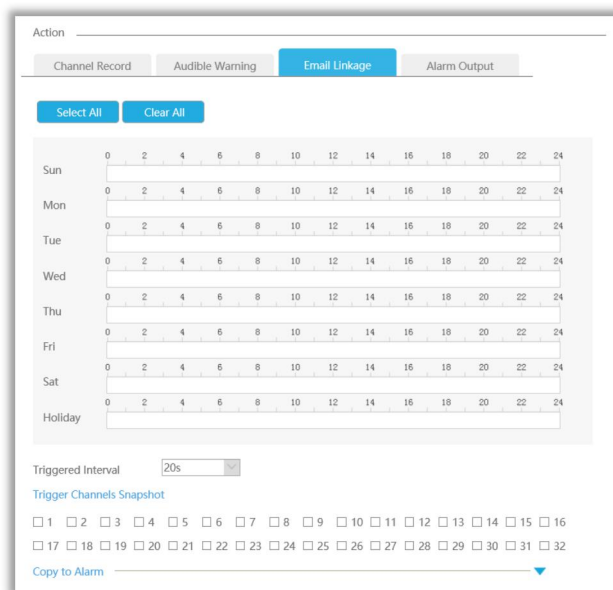 Action
Channel Record Audible Warning Email Linkage Alarm Output
Select All Clear All
0 2 4 6 8 10 12 14 16 18 20 22 24
Sun
0 2 4 6 8 10 12 14 16 18 20 22 24
Mon
0 2 4 6 8 10 12 14 16 18 20 22 24
Tue
0 2 4 6 8 10 12 14 16 18 20 22 24
Wed
0 2 4 6 8 10 12 14 16 18 20 22 24
Thu
0 2 4 6 8 10 12 14 16 18 20 22 24
Fri
0 2 4 6 8 10 12 14 16 18 20 22 24
Sat
0 2 4 6 8 10 12 14 16 18 20 22 24
Holiday
Triggered Interval 20s
Trigger Channels Snapshot
1 2 3 4 5 6 7 8 9 10 11 12 13 14 15 16
17 18 19 20 21 22 23 24 25 26 27 28 29 30 31 32
Copy to Alarm